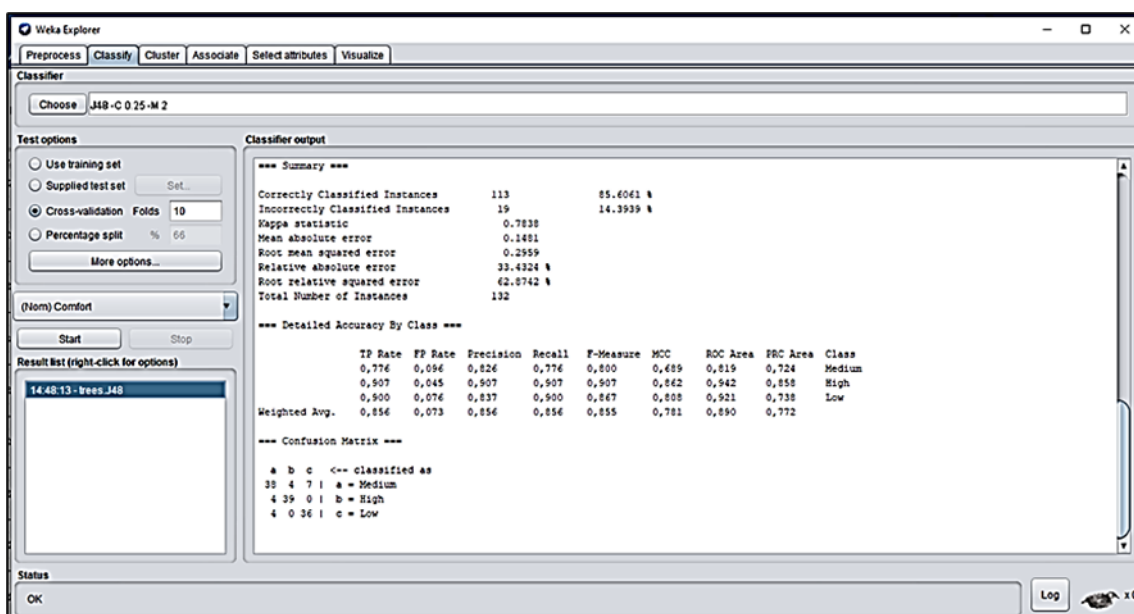 Weka Explorer
Preprocess Classify Cluster Associate Select attributes Visualize
Classifier
Choose J48 -C 0.25 -M 2
Test options
Use training set
Supplied test set Set...
Cross-validation Folds 10
Percentage split % 66
More options...
(Nom) Comfort
Start Stop
Result list (right-click for options)
14:48:13 - trees.J48
Classifier output
=== Summary ===
Correctly Classified Instances 113 85.6061 %
Incorrectly Classified Instances 19 14.3939 %
Kappa statistic 0.7838
Mean absolute error 0.1481
Root mean squared error 0.2959
Relative absolute error 33.4324 %
Root relative squared error 62.8742 %
Total Number of Instances 132
=== Detailed Accuracy By Class ===
TP Rate FP Rate Precision Recall F-Measure MCC ROC Area PRC Area Class
0,776 0,096 0,826 0,776 0,800 0,689 0,819 0,724 Medium
0,907 0,045 0,907 0,907 0,907 0,862 0,942 0,858 High
0,900 0,076 0,837 0,900 0,867 0,808 0,921 0,738 Low
Weighted Avg. 0,856 0,073 0,856 0,856 0,855 0,781 0,890 0,772
=== Confusion Matrix ===
a b c <-- classified as
38 4 7 | a = Medium
4 39 0 | b = High
4 0 36 | c = Low
Status
OK
Log